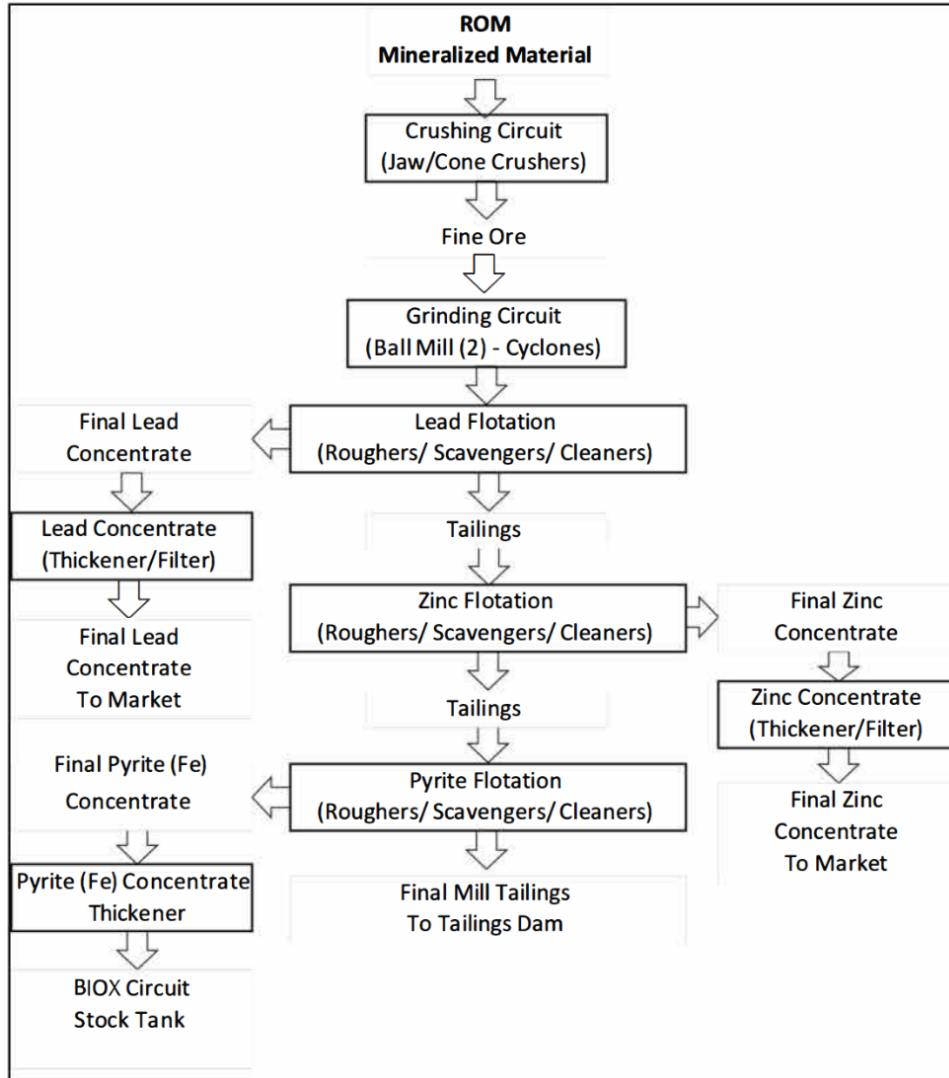 ROM
Mineralized Material
Crushing Circuit
(Jaw/Cone Crushers)
Fine Ore
Grinding Circuit
(Ball Mill (2) - Cyclones)
Final Lead
Concentrate
Lead Flotation
(Roughers/ Scavengers/ Cleaners)
Lead Concentrate
(Thickener/Filter)
Tailings
Final Lead
Concentrate
To Market
Zinc Flotation
(Roughers/ Scavengers/ Cleaners)
Final Zinc
Concentrate
Tailings
Zinc Concentrate
(Thickener/Filter)
Final Pyrite (Fe)
Concentrate
Pyrite Flotation
(Roughers/ Scavengers/ Cleaners)
Final Zinc
Concentrate
To Market
Pyrite (Fe) Concentrate
Thickener
Final Mill Tailings
To Tailings Dam
BIOX Circuit
Stock Tank